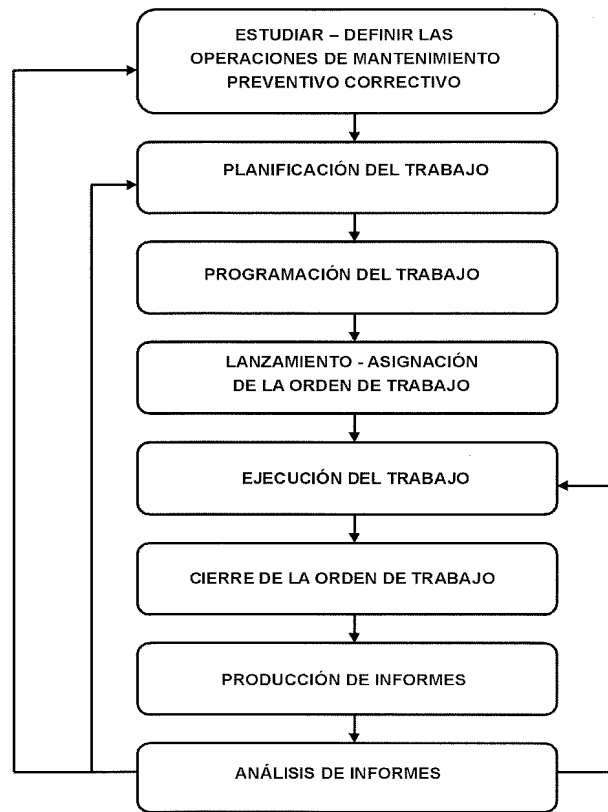 ESTUDIAR – DEFINIR LAS
OPERACIONES DE MANTENIMIENTO
PREVENTIVO CORRECTIVO
PLANIFICACIÓN DEL TRABAJO
PROGRAMACIÓN DEL TRABAJO
LANZAMIENTO - ASIGNACIÓN
DE LA ORDEN DE TRABAJO
EJECUCIÓN DEL TRABAJO
CIERRE DE LA ORDEN DE TRABAJO
PRODUCCIÓN DE INFORMES
ANÁLISIS DE INFORMES